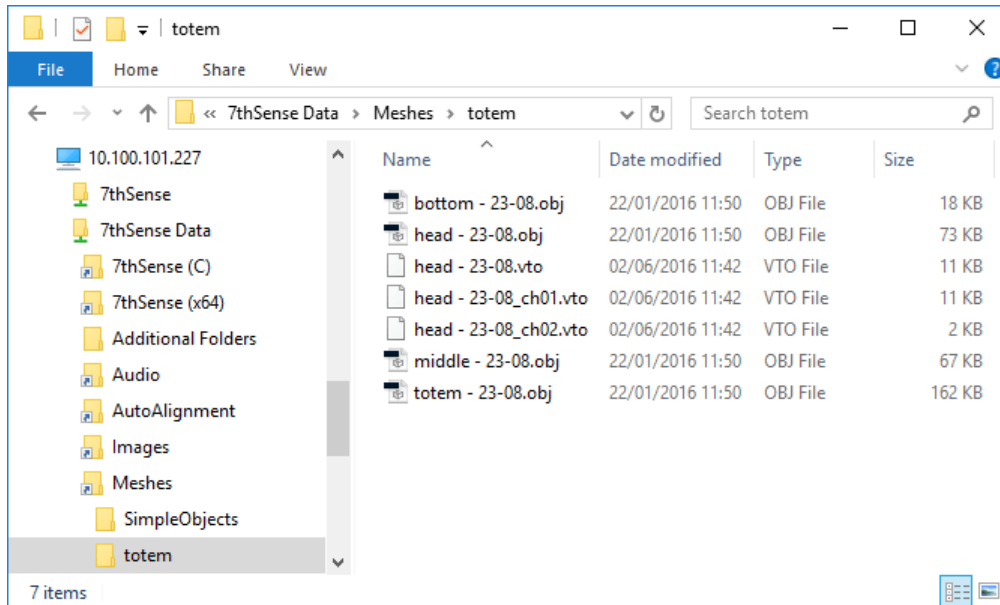 totem
File Home Share View ?
« 7thSense Data > Meshes > totem Search totem
10.100.101.227
7thSense
7thSense Data
7thSense (C)
7thSense (x64)
Additional Folders
Audio
AutoAlignment
Images
Meshes
SimpleObjects
totem
Name Date modified Type Size
bottom - 23-08.obj 22/01/2016 11:50 OBJ File 18 KB
head - 23-08.obj 22/01/2016 11:50 OBJ File 73 KB
head - 23-08.vto 02/06/2016 11:42 VTO File 11 KB
head - 23-08_ch01.vto 02/06/2016 11:42 VTO File 11 KB
head - 23-08_ch02.vto 02/06/2016 11:42 VTO File 2 KB
middle - 23-08.obj 22/01/2016 11:50 OBJ File 67 KB
totem - 23-08.obj 22/01/2016 11:50 OBJ File 162 KB
7 items